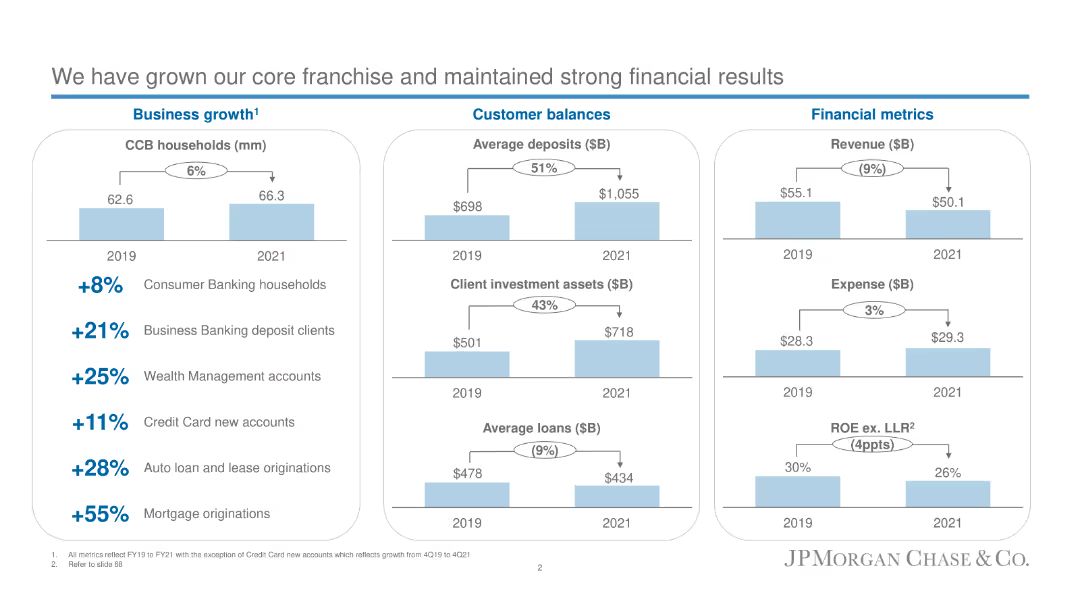 We have grown our core franchise and maintained strong financial results
Business growth1
CCB households (mm)
6%
62.6
66.3
2019
2021
+8% Consumer Banking households
+21% Business Banking deposit clients
+25% Wealth Management accounts
+11% Credit Card new accounts
+28% Auto loan and lease originations
+55% Mortgage originations
Customer balances
Average deposits ($B)
51%
$698
$1,055
2019
2021
Client investment assets ($B)
43%
$501
$718
2019
2021
Average loans ($B)
(9%)
$478
$434
2019
2021
Financial metrics
Revenue ($B)
(9%)
$55.1
$50.1
2019
2021
Expense ($B)
3%
$28.3
$29.3
2019
2021
ROE ex. LLR2
(4ppts)
30%
26%
2019
2021
1. All metrics reflect FY19 to FY21 with the exception of Credit Card new accounts which reflects growth from 4Q19 to 4Q21
2. Refer to slide 68
2
JPMORGAN CHASE & CO.